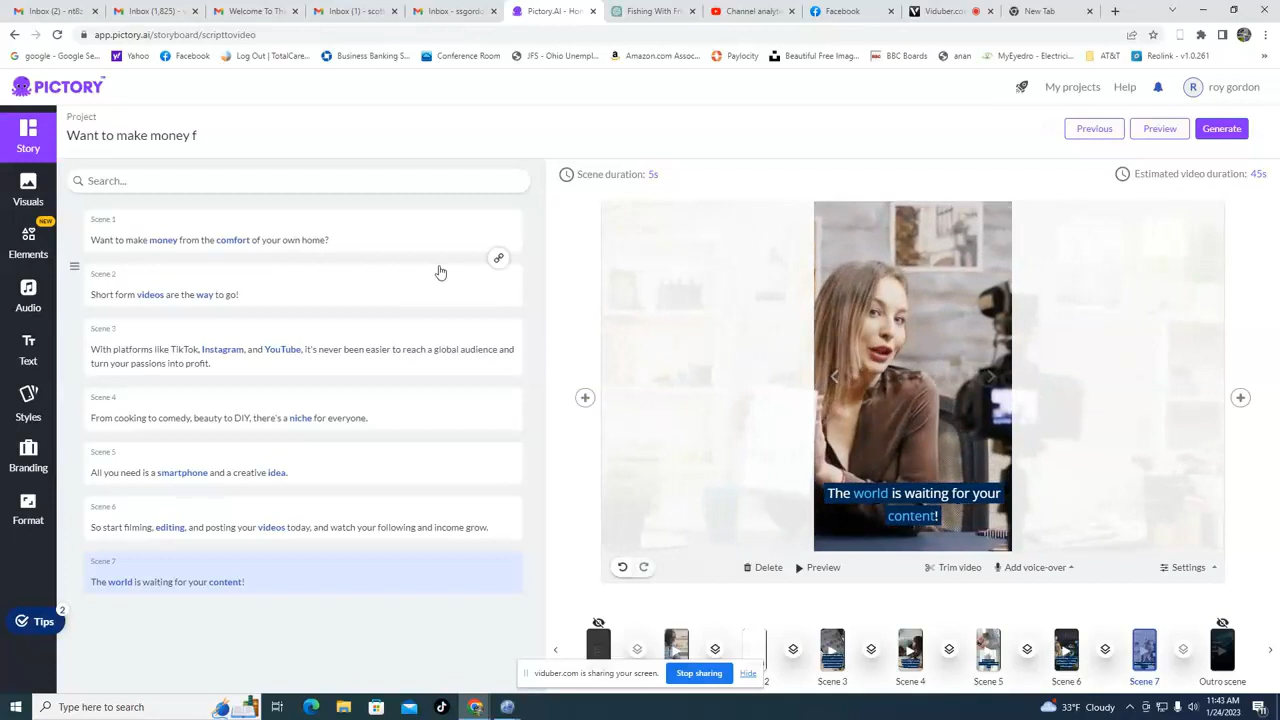 Inbox (2) - nt8
Inbox (1,825) -
Welcome To The
Inbox (1) - scott
Inbox - ssgordo
Pictory.AI - Hom
Fishing With Fri
Channel analytic
Facebook
Viduber.co
New Tab
app.pictory.ai/storyboard/scripttovideo
google - google se...
Yahoo
Facebook
Log Out | TotalCare...
Business Banking S...
Conference Room
JFS - Ohio Unempl...
Amazon.com Assoc...
Paylocity
Beautiful Free Imag...
BBC Boards
anan
MyEyedro - Electrici...
AT&T
Reolink - v1.0.261
PICTORY
My projects
Help
R
roy gordon
Project
Want to make money f
Previous
Preview
Generate
Story
Visuals
NEW
Elements
Audio
Text
Styles
Branding
Format
Tips
2
Search...
Scene 1
Want to make money from the comfort of your own home?
Scene 2
Short form videos are the way to go!
Scene 3
With platforms like TikTok, Instagram, and YouTube, it's never been easier to reach a global audience and
turn your passions into profit.
Scene 4
From cooking to comedy, beauty to DIY, there's a niche for everyone.
Scene 5
All you need is a smartphone and a creative idea.
Scene 6
So start filming, editing, and posting your videos today, and watch your following and income grow.
Scene 7
The world is waiting for your content!
Scene duration: 5s
Estimated video duration: 45s
The world is waiting for your
content!
Delete
Preview
Trim video
Add voice-over
Settings
2
Scene 3
Scene 4
Scene 5
Scene 6
Scene 7
Outro scene
viduber.com is sharing your screen.
Stop sharing
Hide
Type here to search
33°F Cloudy
11:43 AM
1/24/2023